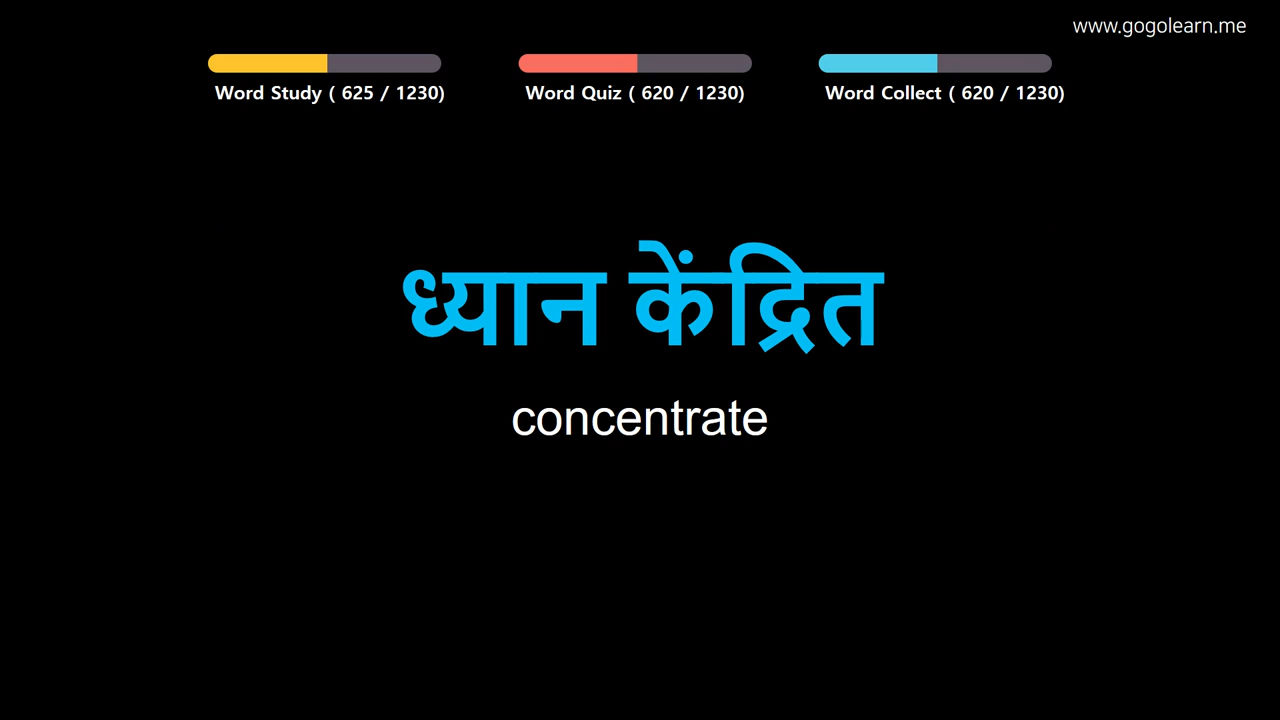 www.gogolearn.me
Word Study ( 625 / 1230)
Word Quiz ( 620 / 1230)
Word Collect ( 620 / 1230)
ध्यान केंद्रित
concentrate